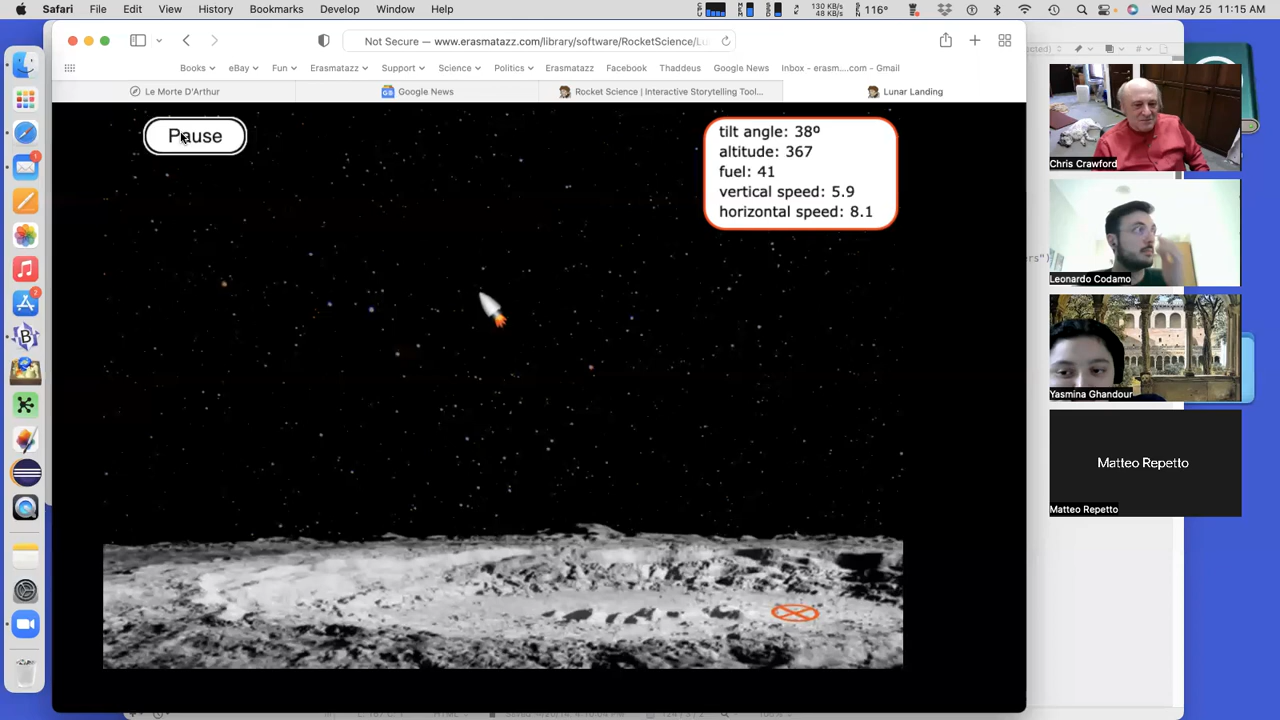 Safari File Edit View History Bookmarks Develop Window Help
130 KB/s
48 KB/s
116° Wed May 25 11:15 AM
Not Secure — www.erasmatazz.com/library/software/RocketScience/Lu
Books eBay Fun Erasmatazz Support Science Politics Erasmatazz Facebook Thaddeus Google News Inbox - erasm....com - Gmail
Le Morte D'Arthur Google News Rocket Science | Interactive Storytelling Tool... Lunar Landing
Pause
tilt angle: 38º
altitude: 367
fuel: 41
vertical speed: 5.9
horizontal speed: 8.1
Chris Crawford
Leonardo Codamo
Yasmina Ghandour
Matteo Repetto
Matteo Repetto